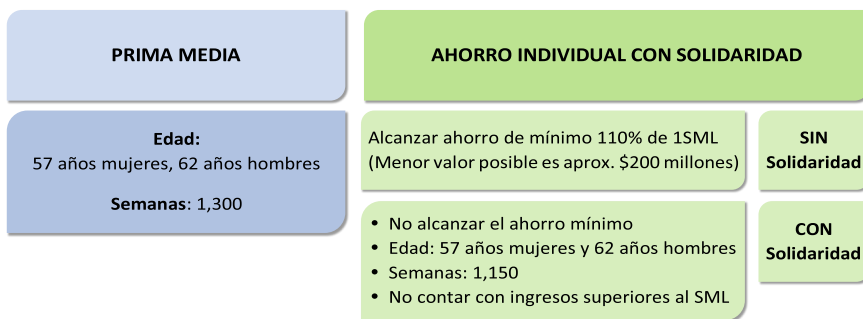 PRIMA MEDIA
Edad:
57 años mujeres, 62 años hombres
Semanas: 1,300
AHORRO INDIVIDUAL CON SOLIDARIDAD
Alcanzar ahorro de mínimo 110% de 1SML
(Menor valor posible es aprox. $200 millones)
SIN
Solidaridad
• No alcanzar el ahorro mínimo
• Edad: 57 años mujeres y 62 años hombres
• Semanas: 1,150
• No contar con ingresos superiores al SML
CON
Solidaridad